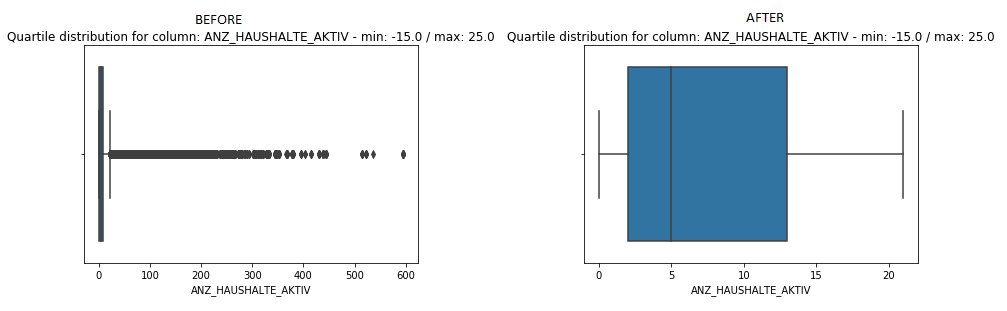 BEFORE
Quartile distribution for column: ANZ_HAUSHALTE_AKTIV - min: -15.0 / max: 25.0
0 100 200 300 400 500 600
ANZ_HAUSHALTE_AKTIV
AFTER
Quartile distribution for column: ANZ_HAUSHALTE_AKTIV - min: -15.0 / max: 25.0
0 5 10 15 20
ANZ_HAUSHALTE_AKTIV